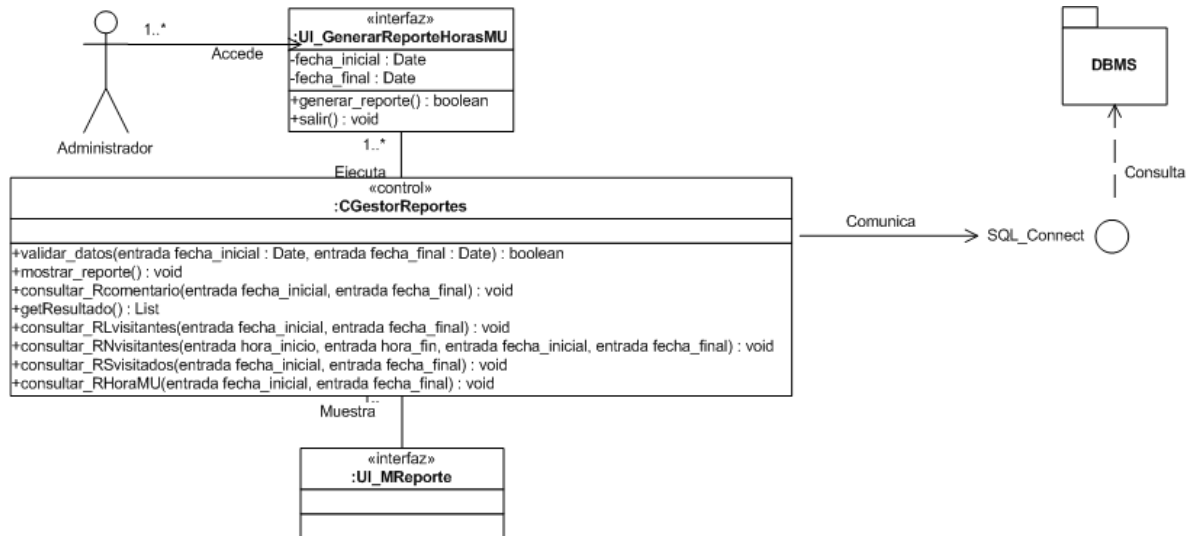 «interfaz»
:UI_GenerarReporteHorasMU
-fecha_inicial : Date
-fecha_final : Date
+generar_reporte() : boolean
+salir() : void
1..*
Accede
Administrador
DBMS
Consulta
1..*
Ejecuta
«control»
:CGestorReportes
+validar_datos(entrada fecha_inicial : Date, entrada fecha_final : Date) : boolean
+mostrar_reporte() : void
+consultar_Rcomentario(entrada fecha_inicial, entrada fecha_final) : void
+getResultado() : List
+consultar_RLvisitantes(entrada fecha_inicial, entrada fecha_final) : void
+consultar_RNvisitantes(entrada hora_inicio, entrada hora_fin, entrada fecha_inicial, entrada fecha_final) : void
+consultar_RSvisitados(entrada fecha_inicial, entrada fecha_final) : void
+consultar_RHoraMU(entrada fecha_inicial, entrada fecha_final) : void
Comunica
SQL_Connect
Muestra
«interfaz»
:UI_MReporte